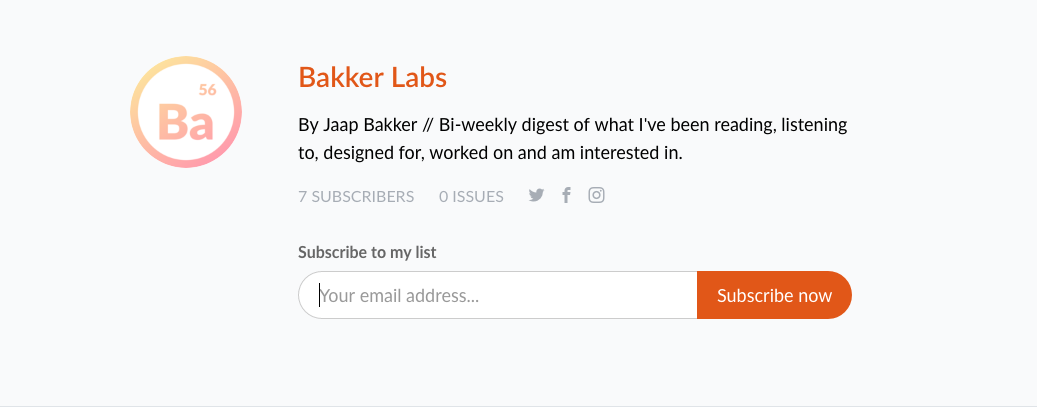 56
Ba
Bakker Labs
By Jaap Bakker // Bi-weekly digest of what I've been reading, listening
to, designed for, worked on and am interested in.
7 SUBSCRIBERS 0 ISSUES
Subscribe to my list
Your email address... Subscribe now